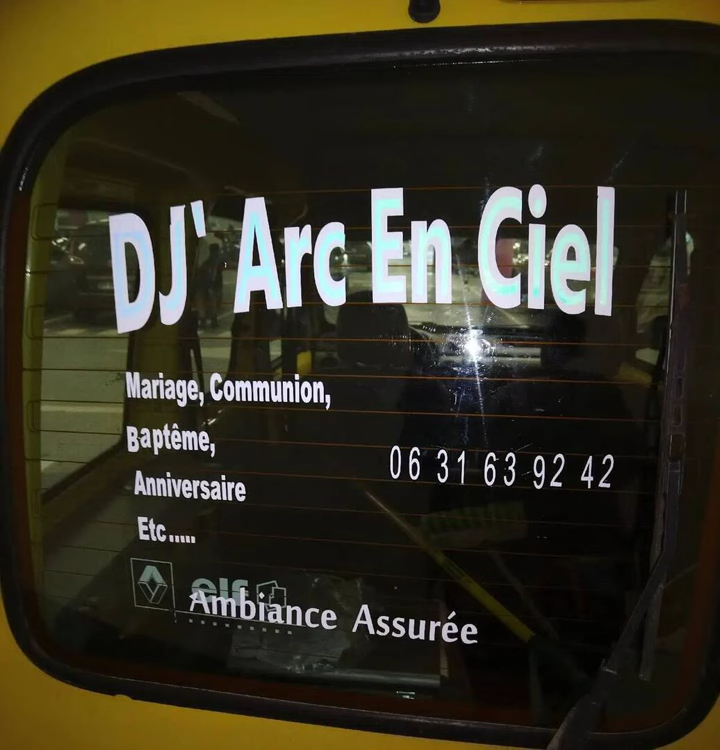 DJ' Arc En Ciel
Mariage, Communion,
Baptême,
06 31 63 92 42
Anniversaire
Etc.....
elf
Ambiance Assurée